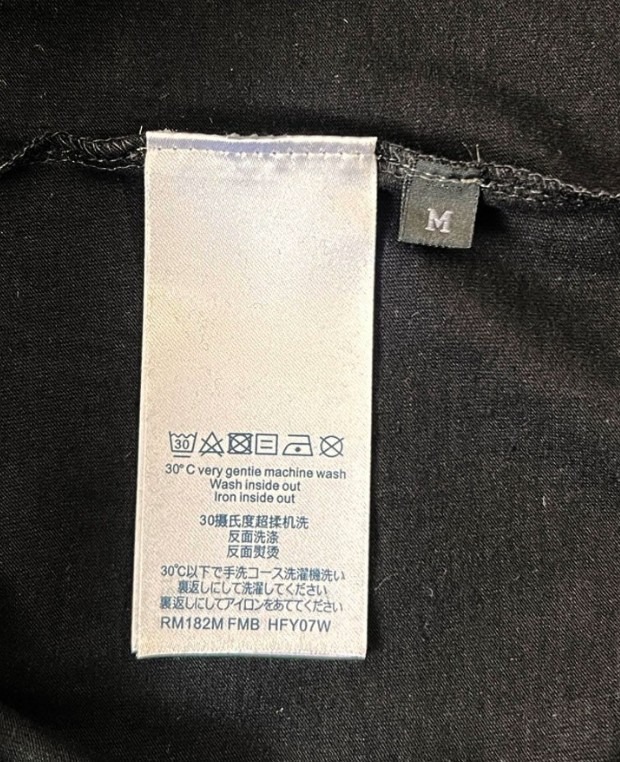 M
30
30°C very gentle machine wash
Wash inside out
Iron inside out
30摄氏度超揉机洗
反面洗涤
反面熨烫
30℃以下で手洗コース洗濯機洗い
裏返しにして洗濯してください
裏返しにしてアイロンをあててください
RM182M FMB HFY07W